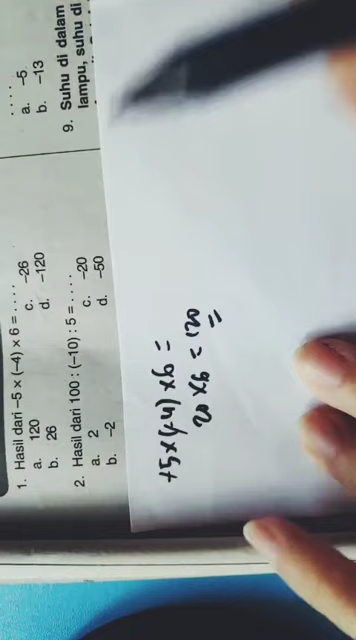 1. Hasil dari –5 × (–4) × 6 = ....
a. 120 c. –26
b. 26 d. –120
2. Hasil dari 100 : (–10) : 5 = ....
a. 2 c. –20
b. –2 d. –50
....
a. –5
b. –13
9. Suhu di dalam
lampu, suhu di
+5×(-4) ×6 =
20 ×6 = 120